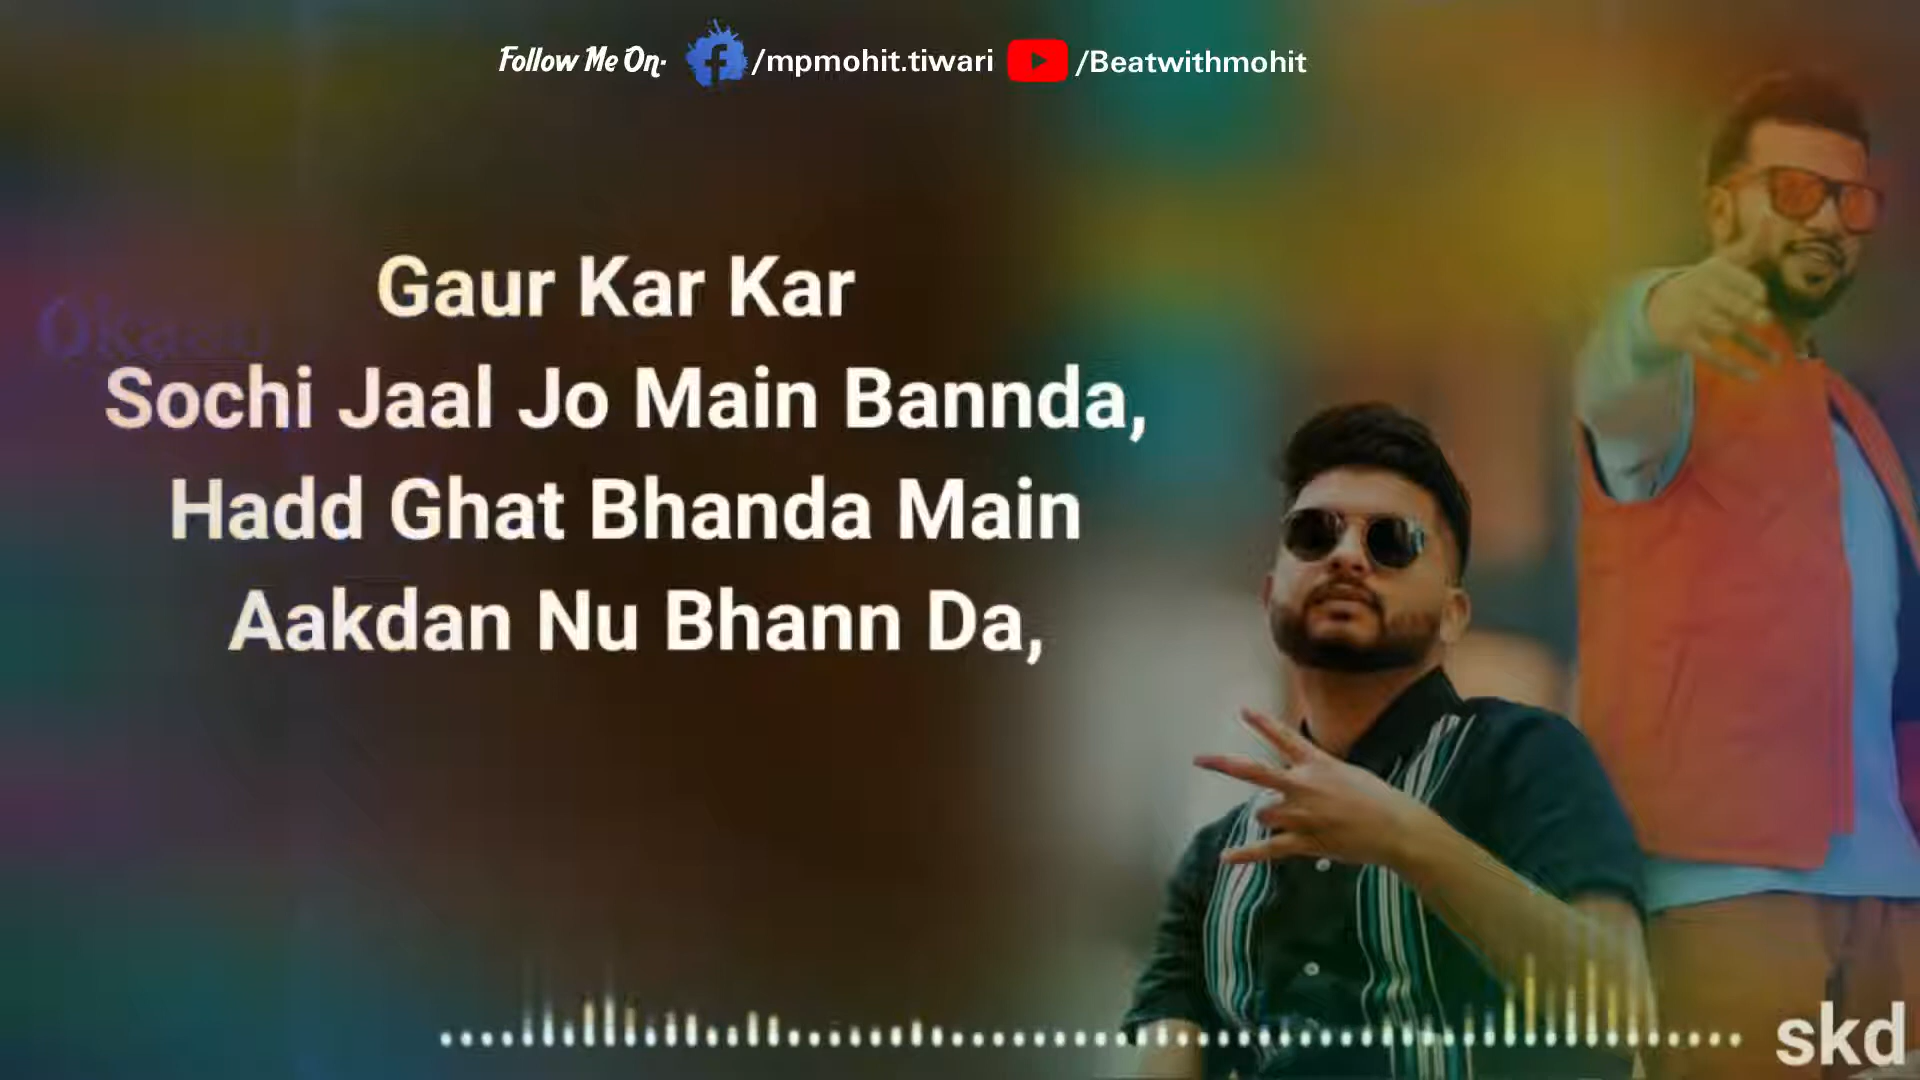 Follow Me On- /mpmohit.tiwari /Beatwithmohit
Gaur Kar Kar
Sochi Jaal Jo Main Bannda,
Hadd Ghat Bhanda Main
Aakdan Nu Bhann Da,
skd